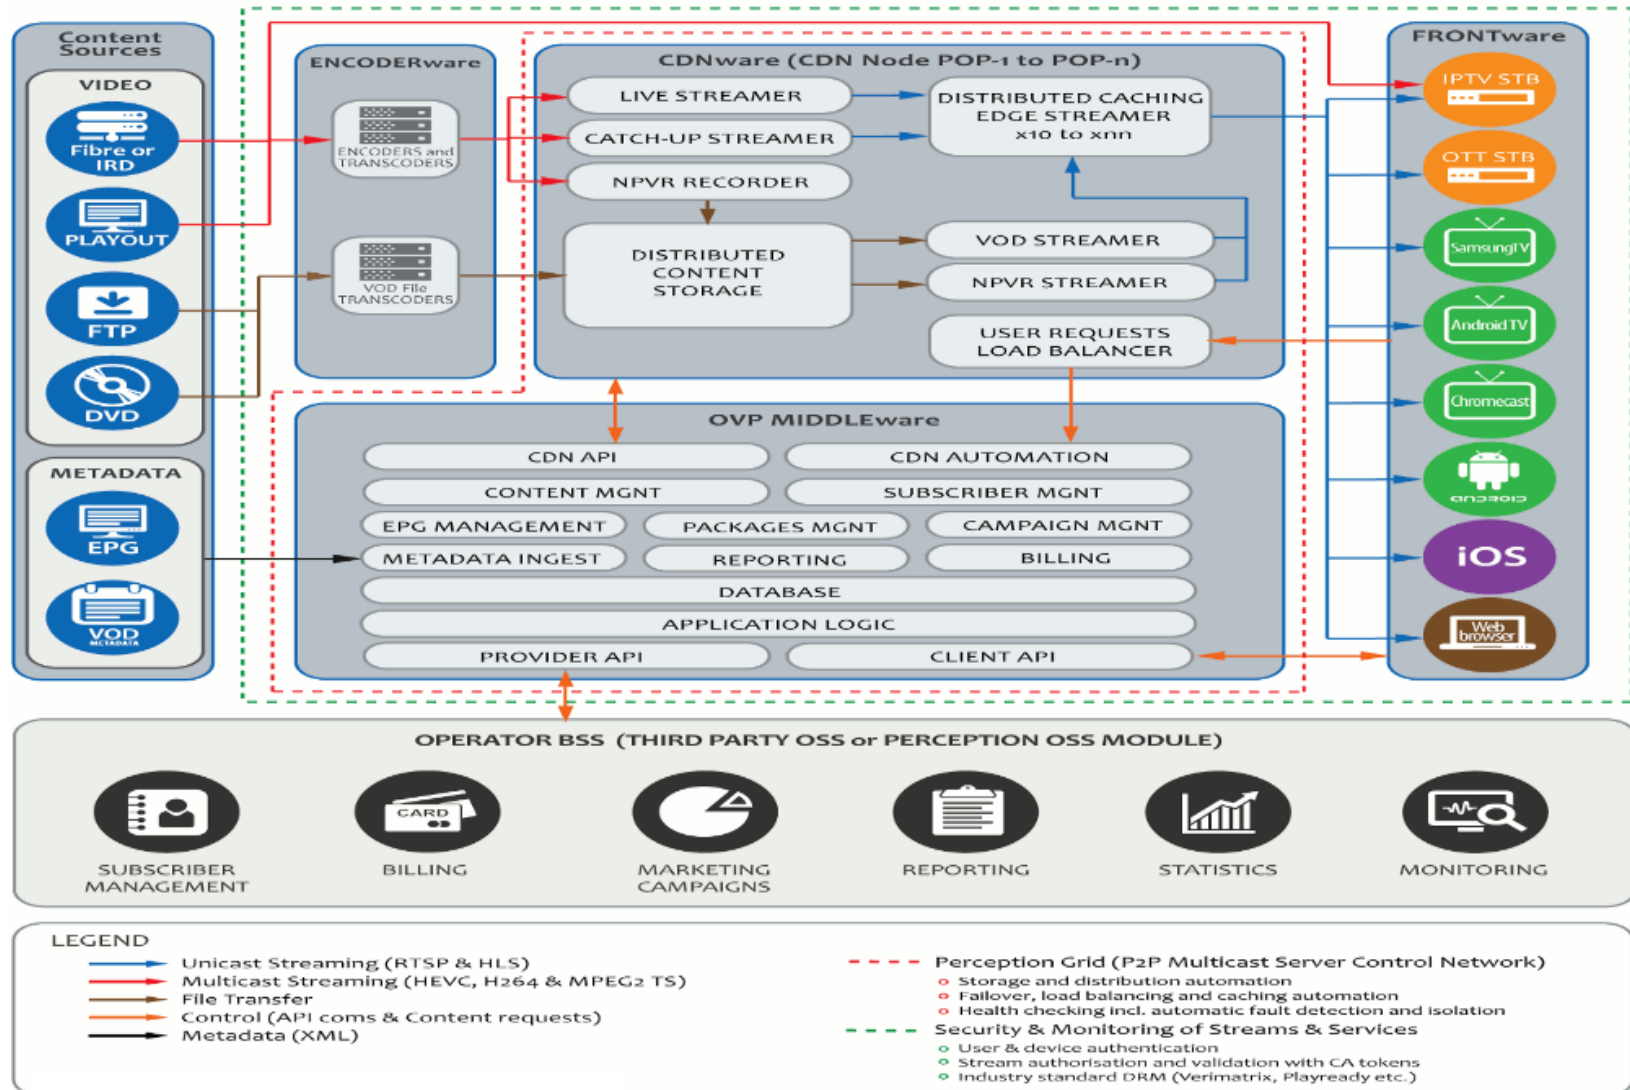 Content
Sources
VIDEO
Fibre or
IRD
PLAYOUT
FTP
DVD
METADATA
EPG
VOD
METADATA
ENCODERware
ENCODERS and
TRANSCODERS
VOD File
TRANSCODERS
CDNware (CDN Node POP-1 to POP-n)
LIVE STREAMER
CATCH-UP STREAMER
NPVR RECORDER
DISTRIBUTED
CONTENT
STORAGE
DISTRIBUTED CACHING
EDGE STREAMER
x10 to xnn
VOD STREAMER
NPVR STREAMER
USER REQUESTS
LOAD BALANCER
OVP MIDDLEware
CDN API
CDN AUTOMATION
CONTENT MGNT
SUBSCRIBER MGNT
EPG MANAGEMENT
PACKAGES MGNT
CAMPAIGN MGNT
METADATA INGEST
REPORTING
BILLING
DATABASE
APPLICATION LOGIC
PROVIDER API
CLIENT API
FRONTware
IPTV STB
OTT STB
SamsungTV
Android TV
Chromecast
ANDROID
iOS
Web
browser
OPERATOR BSS (THIRD PARTY OSS or PERCEPTION OSS MODULE)
SUBSCRIBER
MANAGEMENT
CARD
BILLING
MARKETING
CAMPAIGNS
REPORTING
STATISTICS
MONITORING
LEGEND
Unicast Streaming (RTSP & HLS)
Multicast Streaming (HEVC, H264 & MPEG2 TS)
File Transfer
Control (API coms & Content requests)
Metadata (XML)
Perception Grid (P2P Multicast Server Control Network)
Storage and distribution automation
Failover, load balancing and caching automation
Health checking incl. automatic fault detection and isolation
Security & Monitoring of Streams & Services
User & device authentication
Stream authorisation and validation with CA tokens
Industry standard DRM (Verimatrix, Playready etc.)